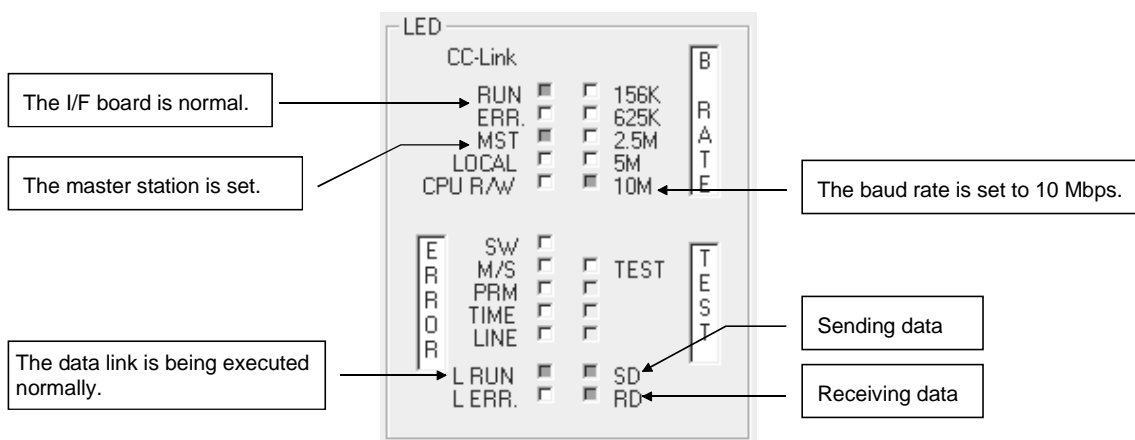 LED
CC-Link
B RATE
The I/F board is normal.
RUN 156K
ERR. 625K
MST 2.5M
LOCAL 5M
CPU R/W 10M
The master station is set.
The baud rate is set to 10 Mbps.
ERROR
SW
M/S TEST
PRM
TIME
LINE
TEST
Sending data
The data link is being executed
normally.
L RUN SD
L ERR. RD
Receiving data